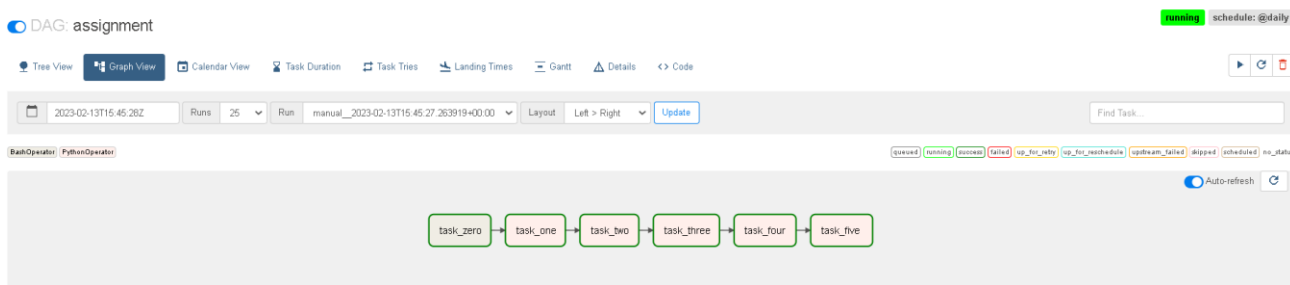 DAG: assignment
running schedule: @daily
Tree View Graph View Calendar View Task Duration Task Tries Landing Times Gantt Details <> Code
2023-02-13T15:45:28Z Runs 25 Run manual__2023-02-13T15:45:27.263919+00:00 Layout Left > Right Update Find Task...
BashOperator PythonOperator queued running success failed up_for_retry up_for_reschedule upstream_failed skipped scheduled no_statu
Auto-refresh
task_zero task_one task_two task_three task_four task_five